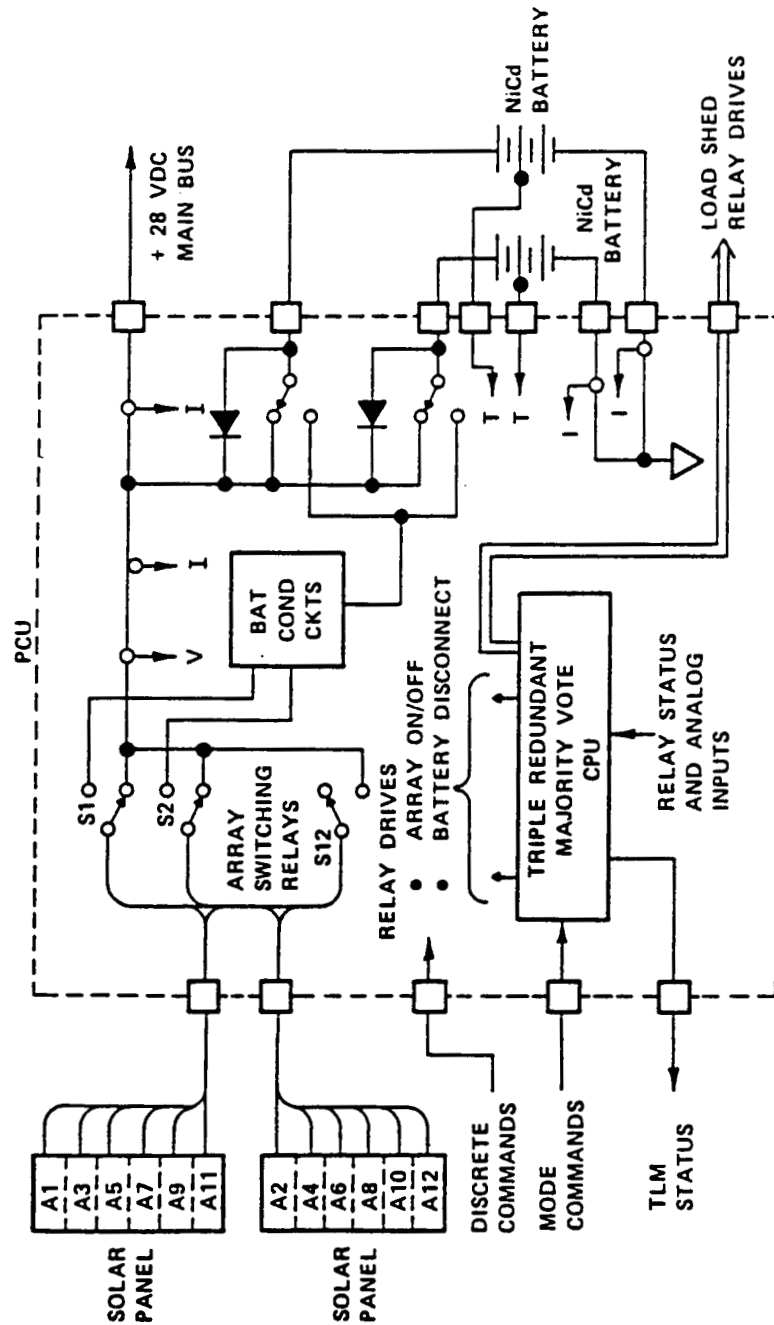 SOLAR
PANEL
A1
A3
A5
A7
A9
A11
SOLAR
PANEL
A2
A4
A6
A8
A10
A12
PCU
S1
S2
S12
ARRAY
SWITCHING
RELAYS
V
I
I
BAT
COND
CKTS
+ 28 VDC
MAIN BUS
NiCd
BATTERY
NiCd
BATTERY
T
T
I
I
DISCRETE
COMMANDS
MODE
COMMANDS
TLM
STATUS
RELAY DRIVES
● ARRAY ON/OFF
● BATTERY DISCONNECT
TRIPLE REDUNDANT
MAJORITY VOTE
CPU
RELAY STATUS
AND ANALOG
INPUTS
LOAD SHED
RELAY DRIVES